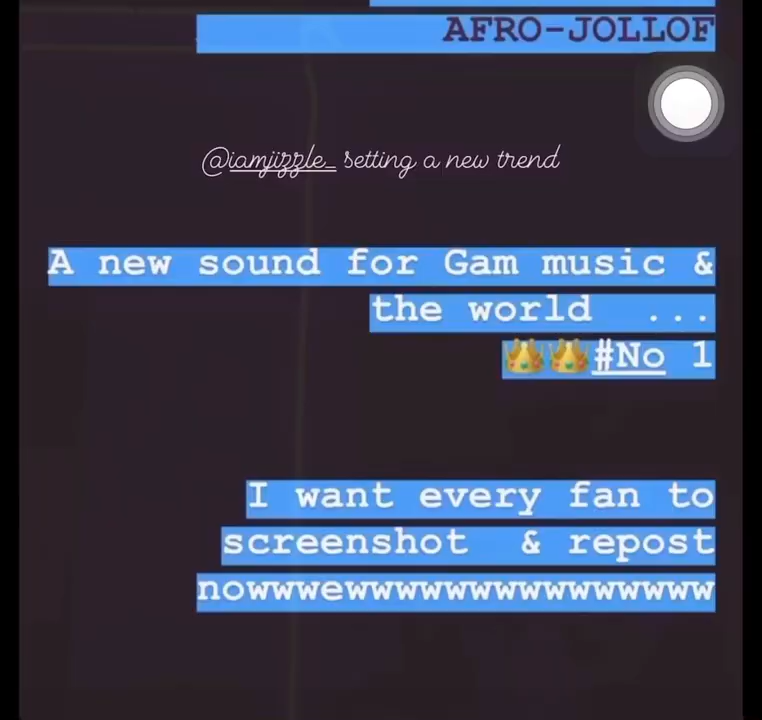 AFRO-JOLLOF
@iamjizzle_ setting a new trend
A new sound for Gam music &
the world ...
👑👑#No 1
I want every fan to
screenshot & repost
nowwwewwwwwwwwwwwwwww